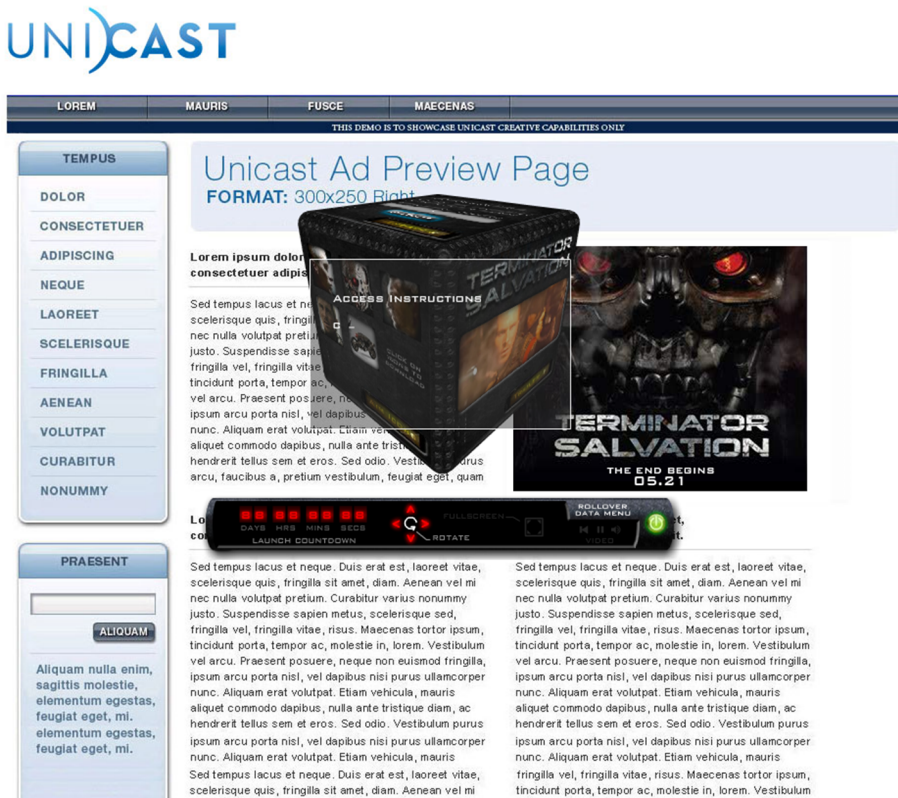 UNICAST
LOREM MAURIS FUSCE MAECENAS
THIS DEMO IS TO SHOWCASE UNICAST CREATIVE CAPABILITIES ONLY
TEMPUS
DOLOR
CONSECTETUER
ADIPISCING
NEQUE
LAOREET
SCELERISQUE
FRINGILLA
AENEAN
VOLUTPAT
CURABITUR
NONUMMY
PRAESENT
ALIQUAM
Aliquam nulla enim,
sagittis molestie,
elementum egestas,
feugiat eget, mi.
elementum egestas,
feugiat eget, mi.
Unicast Ad Preview Page
FORMAT: 300x250 Right
Lorem ipsum dolor
consectetuer adipis
Sed tempus lacus et ne
scelerisque quis, fringil
nec nulla volutpat pretiu
justo. Suspendisse sapie
fringilla vel, fringilla vitae
tincidunt porta, tempor ac,
vel arcu. Praesent posuere, ne
ipsum arcu porta nisl, vel dapibus
nunc. Aliquam erat volutpat. Etiam ve
aliquet commodo dapibus, nulla ante tristi
hendrerit tellus sem et eros. Sed odio. Vestib urus
arcu, faucibus a, pretium vestibulum, feugiat eget, quam
TERMINATOR
SALVATION
ACCESS INSTRUCTIONS
CLICK ON
ICONS TO
DOWNLOAD
TERMINATOR
SALVATION
THE END BEGINS
05.21
Lo
co
DAYS HRS MINS SECS
LAUNCH COUNTDOWN
ROTATE
FULLSCREEN
ROLLOVER
DATA MENU
VIDEO
et,
it.
Sed tempus lacus et neque. Duis erat est, laoreet vitae,
scelerisque quis, fringilla sit amet, diam. Aenean vel mi
nec nulla volutpat pretium. Curabitur varius nonummy
justo. Suspendisse sapien metus, scelerisque sed,
fringilla vel, fringilla vitae, risus. Maecenas tortor ipsum,
tincidunt porta, tempor ac, molestie in, lorem. Vestibulum
vel arcu. Praesent posuere, neque non euismod fringilla,
ipsum arcu porta nisl, vel dapibus nisi purus ullamcorper
nunc. Aliquam erat volutpat. Etiam vehicula, mauris
aliquet commodo dapibus, nulla ante tristique diam, ac
hendrerit tellus sem et eros. Sed odio. Vestibulum purus
ipsum arcu porta nisl, vel dapibus nisi purus ullamcorper
nunc. Aliquam erat volutpat. Etiam vehicula, mauris
Sed tempus lacus et neque. Duis erat est, laoreet vitae,
scelerisque quis, fringilla sit amet, diam. Aenean vel mi
Sed tempus lacus et neque. Duis erat est, laoreet vitae,
scelerisque quis, fringilla sit amet, diam. Aenean vel mi
nec nulla volutpat pretium. Curabitur varius nonummy
justo. Suspendisse sapien metus, scelerisque sed,
fringilla vel, fringilla vitae, risus. Maecenas tortor ipsum,
tincidunt porta, tempor ac, molestie in, lorem. Vestibulum
vel arcu. Praesent posuere, neque non euismod fringilla,
ipsum arcu porta nisl, vel dapibus nisi purus ullamcorper
nunc. Aliquam erat volutpat. Etiam vehicula, mauris
aliquet commodo dapibus, nulla ante tristique diam, ac
hendrerit tellus sem et eros. Sed odio. Vestibulum purus
ipsum arcu porta nisl, vel dapibus nisi purus ullamcorper
nunc. Aliquam erat volutpat. Etiam vehicula, mauris
fringilla vel, fringilla vitae, risus. Maecenas tortor ipsum,
tincidunt porta, tempor ac, molestie in, lorem. Vestibulum